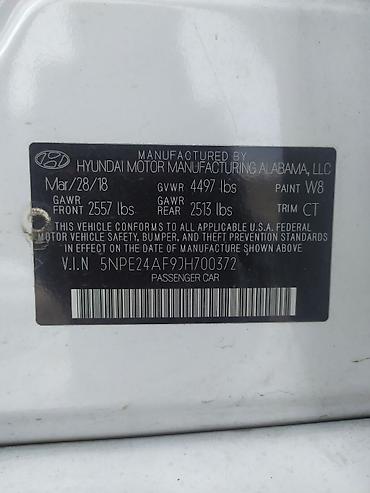 MANUFACTURED BY
HYUNDAI MOTOR MANUFACTURING ALABAMA, LLC
Mar/28/18 GVWR 4497 lbs PAINT W8
GAWR FRONT 2557 lbs GAWR REAR 2513 lbs TRIM CT
THIS VEHICLE CONFORMS TO ALL APPLICABLE U.S. FEDERAL
VEHICLE SAFETY, BUMPER, AND THEFT PREVENTION STANDARDS
IN EFFECT ON THE DATE OF MANUFACTURE SHOWN ABOVE
V.I.N 5NPE24AF9JH700372
PASSENGER CAR